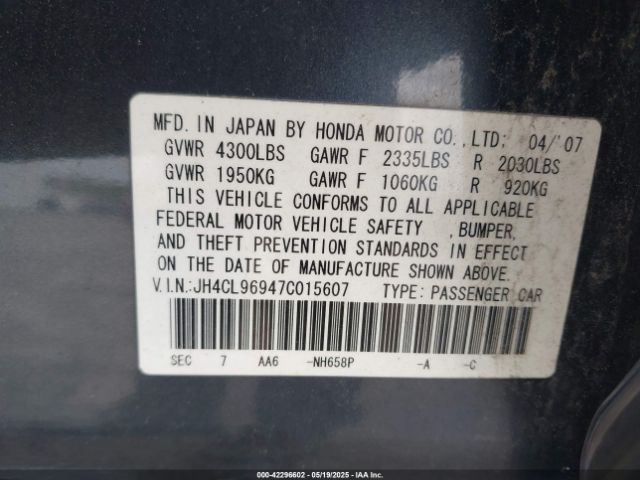 MFD. IN JAPAN BY HONDA MOTOR CO., LTD: 04/'07
GVWR 4300LBS GAWR F 2335LBS R 2030LBS
GVWR 1950KG GAWR F 1060KG R 920KG
THIS VEHICLE CONFORMS TO ALL APPLICABLE
FEDERAL MOTOR VEHICLE SAFETY ,BUMPER,
AND THEFT PREVENTION STANDARDS IN EFFECT
ON THE DATE OF MANUFACTURE SHOWN ABOVE.
V.I.N.:JH4CL96947C015607 TYPE: PASSENGER CAR
SEC 7 AA6 -NH658P -A -C
000-42296602 - 05/19/2025 - IAAI.COM